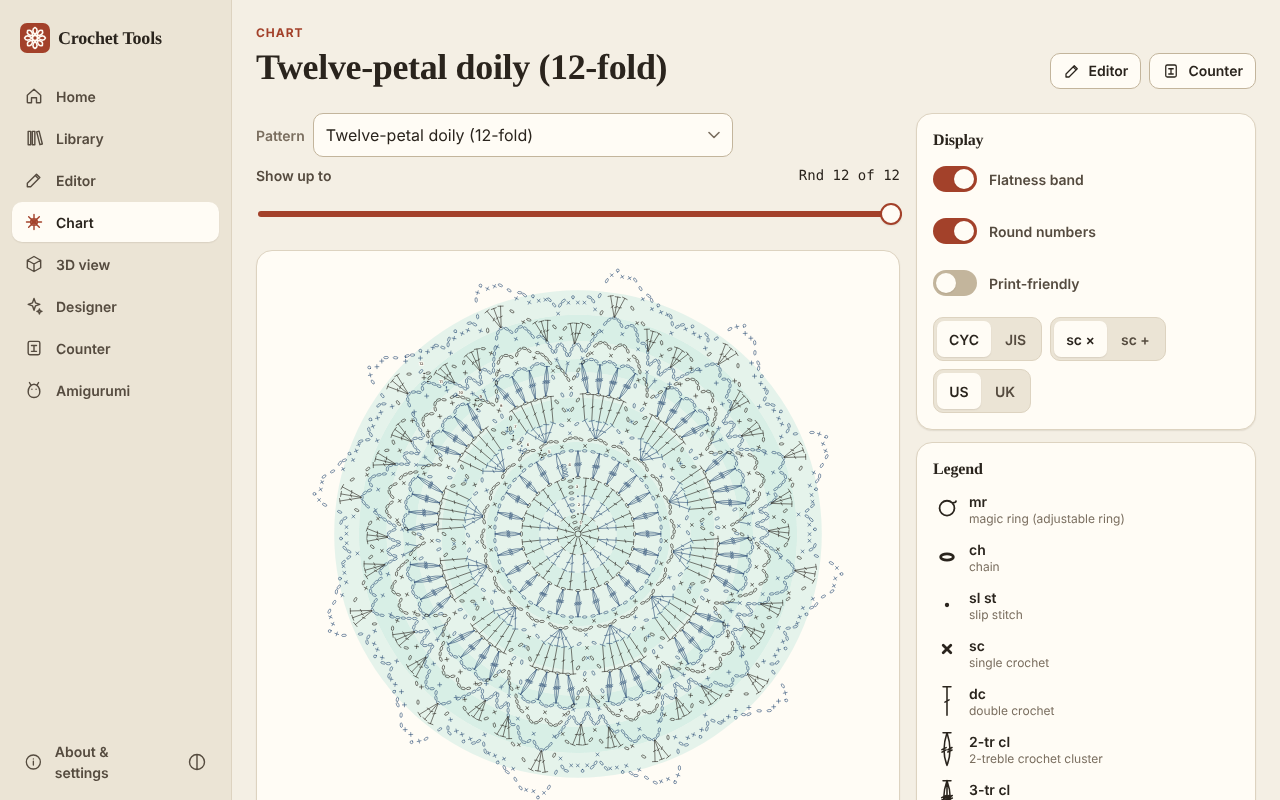 Crochet Tools
Home
Library
Editor
Chart
3D view
Designer
Counter
Amigurumi
About &
settings
CHART
Twelve-petal doily (12-fold)
Editor
Counter
Pattern
Twelve-petal doily (12-fold)
Show up to
Rnd 12 of 12
Display
Flatness band
Round numbers
Print-friendly
CYC
JIS
sc ×
sc +
US
UK
Legend
mr
magic ring (adjustable ring)
ch
chain
sl st
slip stitch
sc
single crochet
dc
double crochet
2-tr cl
2-treble crochet cluster
3-tr cl